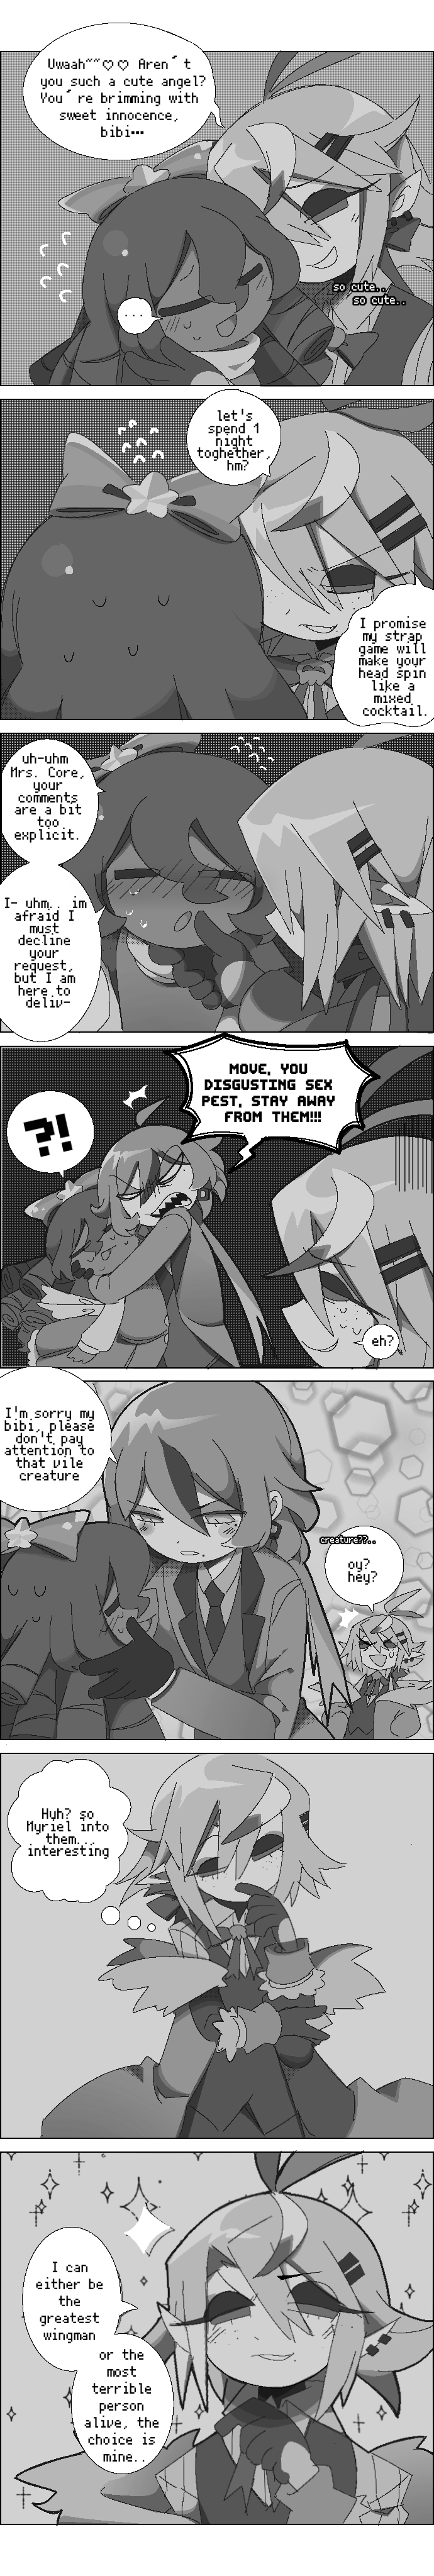 Uwaah~~♡♡ Aren´t
you such a cute angel?
You´re brimming with
sweet innocence,
bibi...
...
so cute..
so cute..
let's
spend 1
night
toghether,
hm?
I promise
my strap
game will
make your
head spin
like a
mixed
cocktail.
uh-uhm
Mrs. Core,
your
comments
are a bit
too
explicit.
I- uhm.. im
afraid I
must
decline
your
request,
but I am
here to
deliv-
MOVE, YOU
DISGUSTING SEX
PEST, STAY AWAY
FROM THEM!!!
?!
eh?
I'm sorry my
bibi, please
don't pay
attention to
that vile
creature
creature??..
oy?
hey?
Hyh? so
Myriel into
them...
interesting
I can
either be
the
greatest
wingman
or the
most
terrible
person
alive, the
choice is
mine..